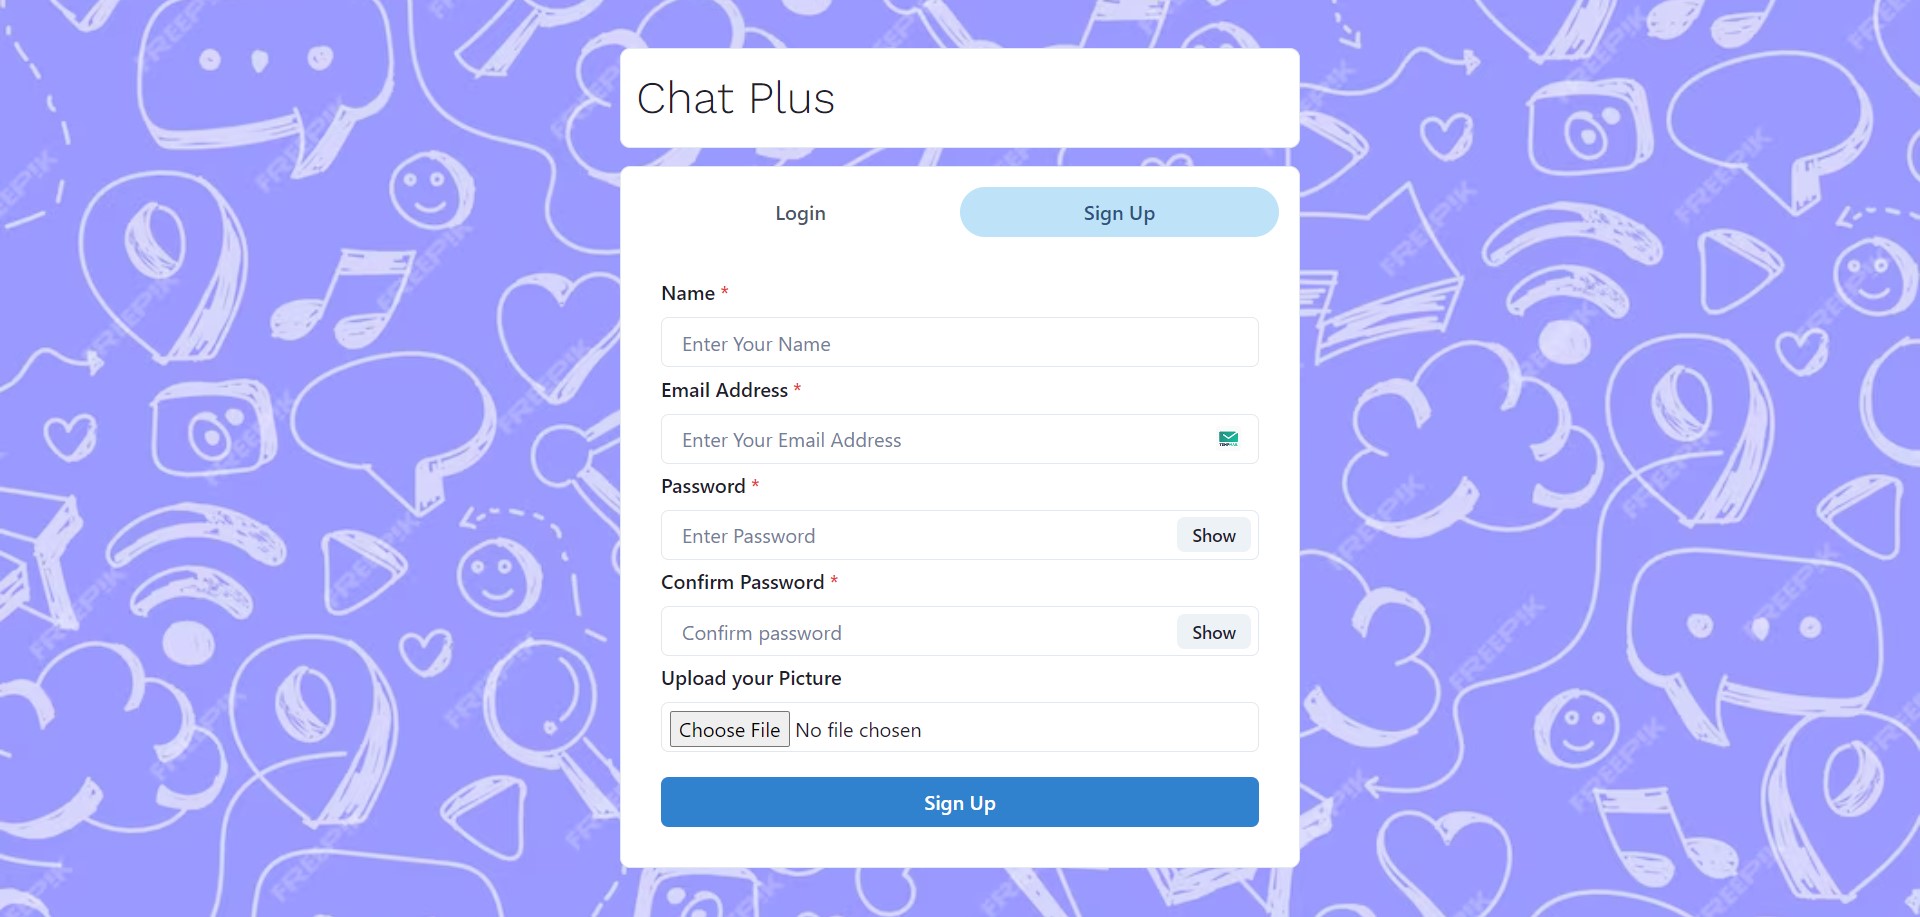 Chat Plus
Login
Sign Up
Name *
Enter Your Name
Email Address *
Enter Your Email Address
Password *
Enter Password
Show
Confirm Password *
Confirm password
Show
Upload your Picture
Choose File No file chosen
Sign Up
FREEPIK